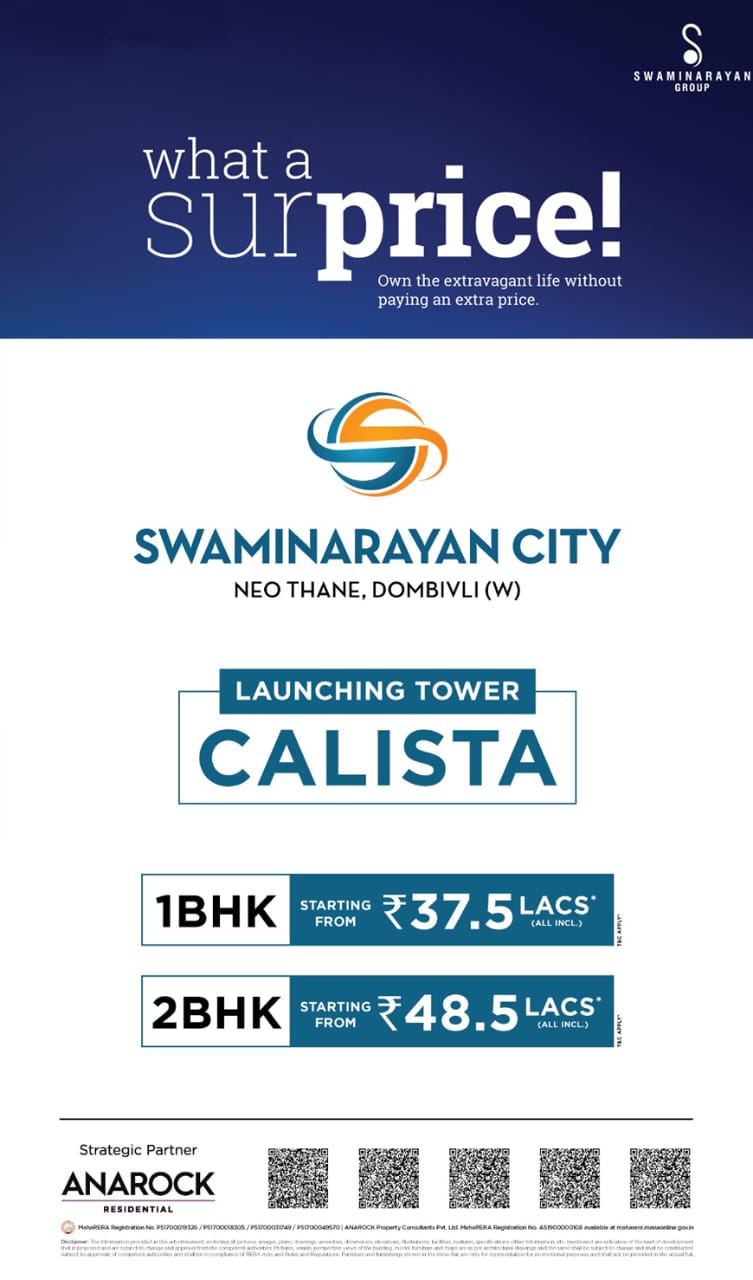 SWAMINARAYAN
GROUP
what a
surprice!
Own the extravagant life without
paying an extra price.
SWAMINARAYAN CITY
NEO THANE, DOMBIVLI (W)
LAUNCHING TOWER
CALISTA
1BHK STARTING FROM ₹37.5 LACS* (ALL INCL.) T&C APPLY*
2BHK STARTING FROM ₹48.5 LACS* (ALL INCL.) T&C APPLY*
Strategic Partner
ANAROCK
RESIDENTIAL
MahaRERA Registration No. P51700019326 / P51700018305 / P51700031749 / P51700049570 | ANAROCK Property Consultants Pvt. Ltd. MahaRERA Registration No. A51900000108 available at maharera.mahaonline.gov.in